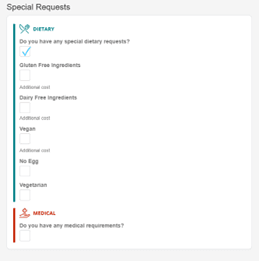 Special Requests
DIETARY
Do you have any special dietary requests?
Gluten Free Ingredients
Additional cost
Dairy Free Ingredients
Additional cost
Vegan
Additional cost
No Egg
Vegetarian
MEDICAL
Do you have any medical requirements?